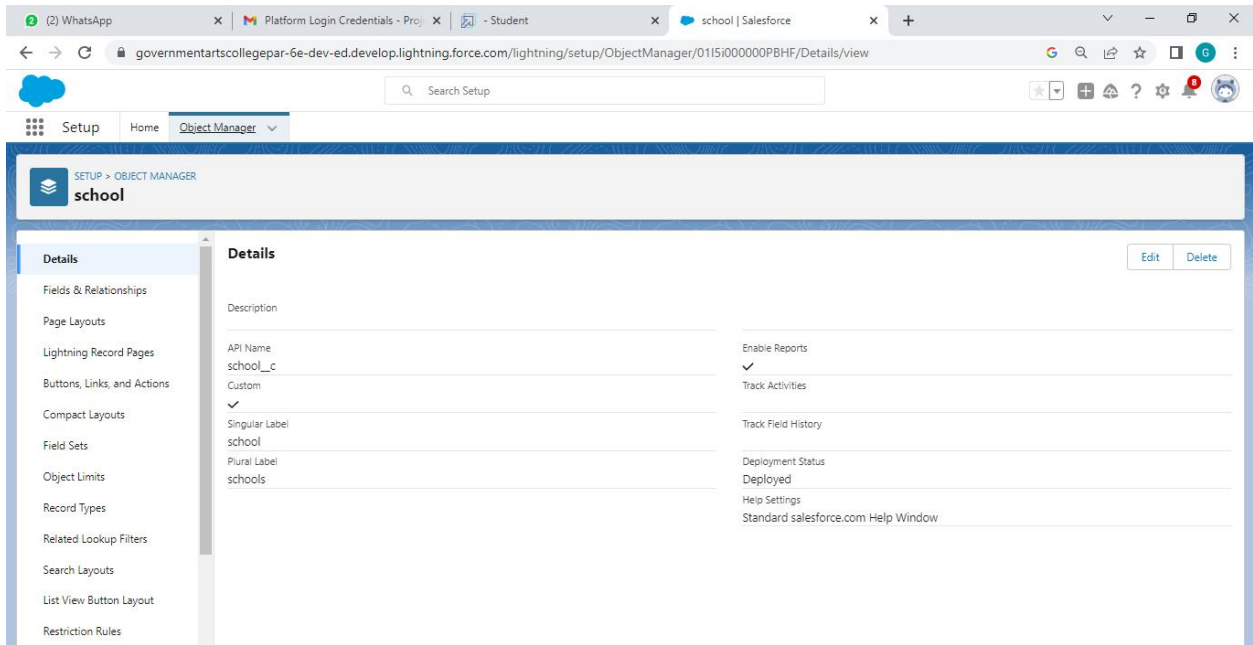 (2) WhatsApp
Platform Login Credentials - Proj
- Student
school | Salesforce
governmentartscollegepar-6e-dev-ed.develop.lightning.force.com/lightning/setup/ObjectManager/01I5i000000PBHF/Details/view
G
Search Setup
8
Setup
Home
Object Manager
SETUP > OBJECT MANAGER
school
Details
Fields & Relationships
Page Layouts
Lightning Record Pages
Buttons, Links, and Actions
Compact Layouts
Field Sets
Object Limits
Record Types
Related Lookup Filters
Search Layouts
List View Button Layout
Restriction Rules
Details
Edit
Delete
Description
API Name
school__c
Custom
Singular Label
school
Plural Label
schools
Enable Reports
Track Activities
Track Field History
Deployment Status
Deployed
Help Settings
Standard salesforce.com Help Window